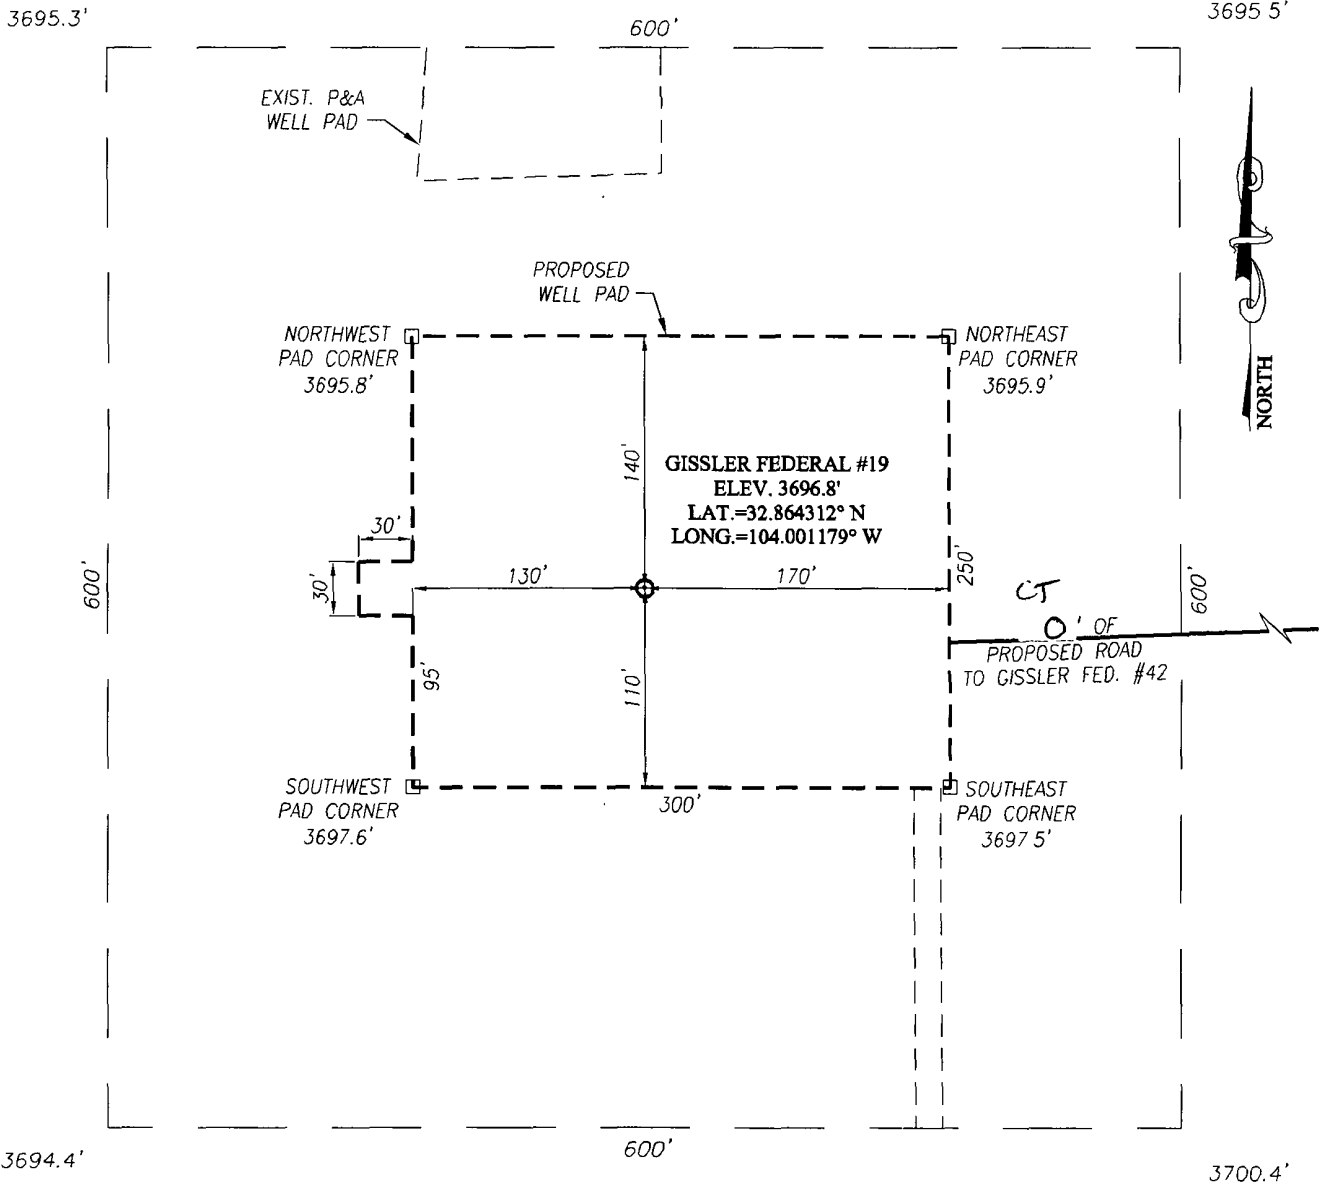 3695.3'
600'
3695 5'
EXIST. P&A
WELL PAD
PROPOSED
WELL PAD
NORTHWEST
PAD CORNER
3695.8'
NORTHEAST
PAD CORNER
3695.9'
NORTH
140'
GISSLER FEDERAL #19
ELEV. 3696.8'
LAT.=32.864312° N
LONG.=104.001179° W
30'
30'
130'
170'
250'
600'
600'
CT
0' OF
PROPOSED ROAD
TO GISSLER FED. #42
95'
110'
SOUTHWEST
PAD CORNER
3697.6'
300'
SOUTHEAST
PAD CORNER
3697 5'
600'
3694.4'
3700.4'